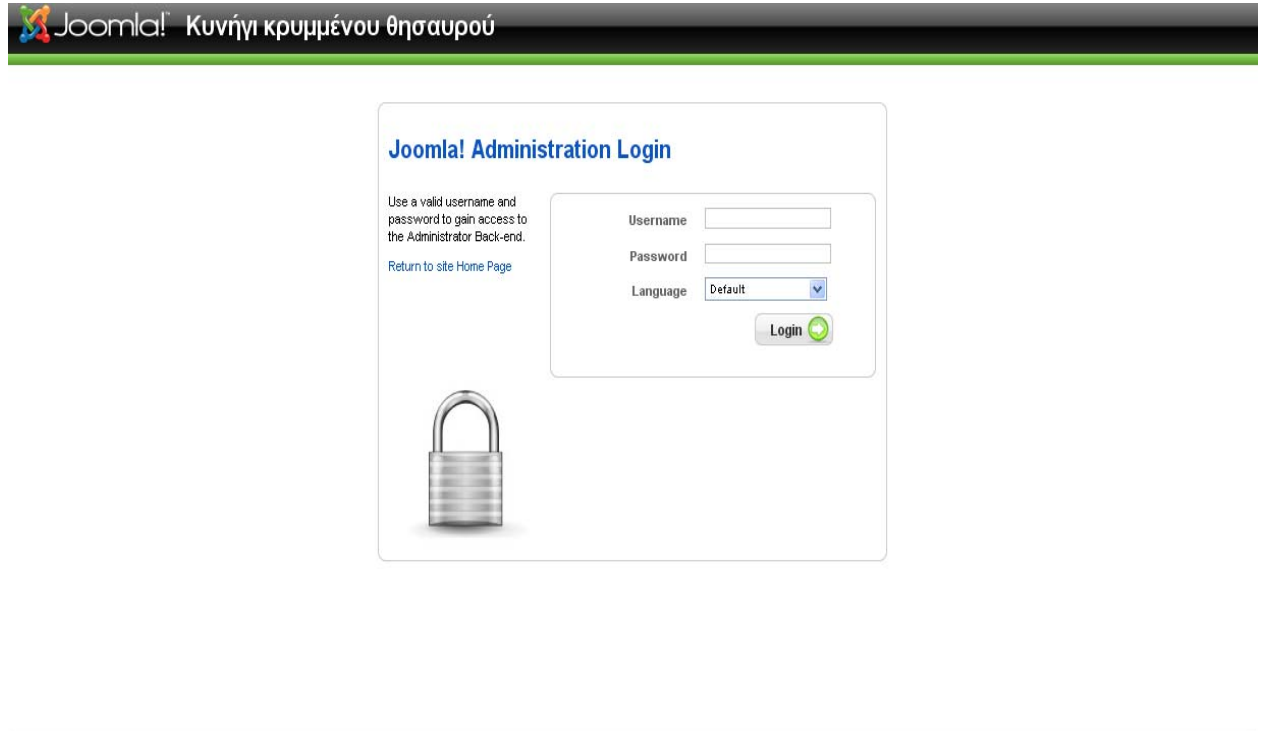 Joomla!™ Κυνήγι κρυμμένου θησαυρού
Joomla! Administration Login
Use a valid username and
password to gain access to
the Administrator Back-end.
Return to site Home Page
Username
Password
Language Default
Login